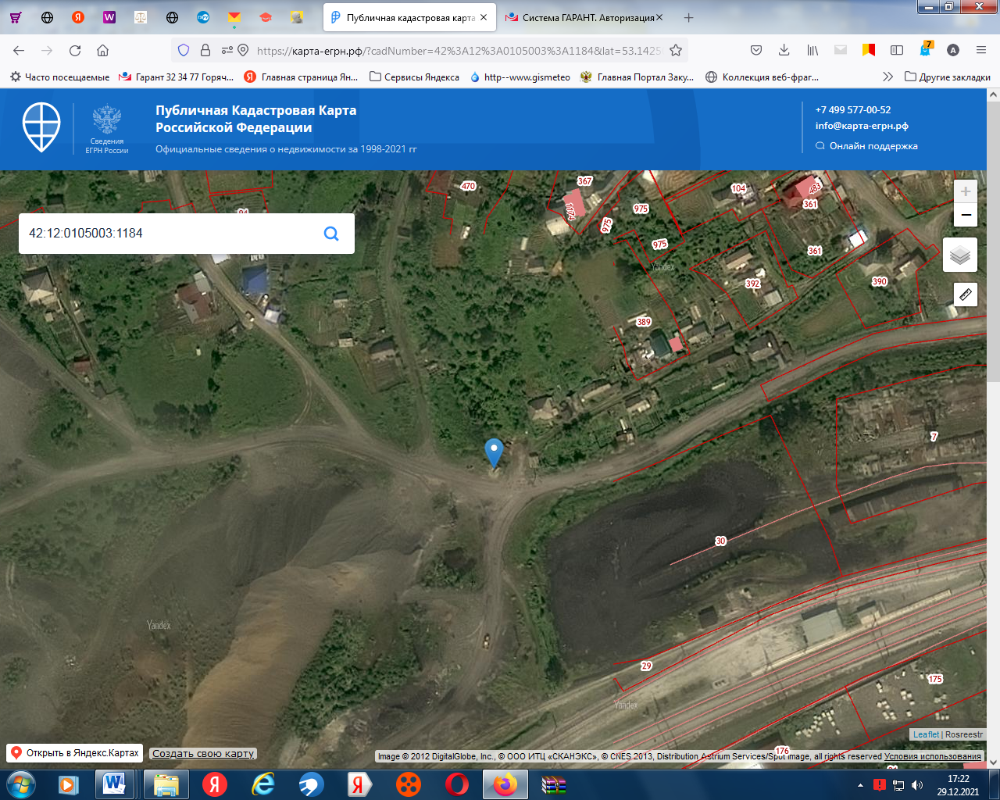 Публичная кадастровая карта
Система ГАРАНТ. Авторизация
https://карта-егрн.рф/?cadNumber=42%3A12%3A0105003%3A1184&lat=53.1425
7
Часто посещаемые
Гарант 32 34 77 Горяч...
Главная страница Ян...
Сервисы Яндекса
http--www.gismeteo
Главная Портал Заку...
Коллекция веб-фраг...
Другие закладки
Сведения
ЕГРН России
Публичная Кадастровая Карта
Российской Федерации
Официальные сведения о недвижимости за 1998-2021 гг
+7 499 577-00-52
info@карта-егрн.рф
Онлайн поддержка
470
367
104
483
361
975
975
975
361
392
390
389
7
30
29
175
176
42:12:0105003:1184
Yandex
Yandex
Yandex
Leaflet | Rosreestr
Открыть в Яндекс.Картах
Создать свою карту
Image © 2012 DigitalGlobe, Inc., © ООО ИТЦ «СКАНЭКС», © CNES 2013, Distribution Astrium Services/Spot Image, all rights reserved Условия использования
17:22
29.12.2021